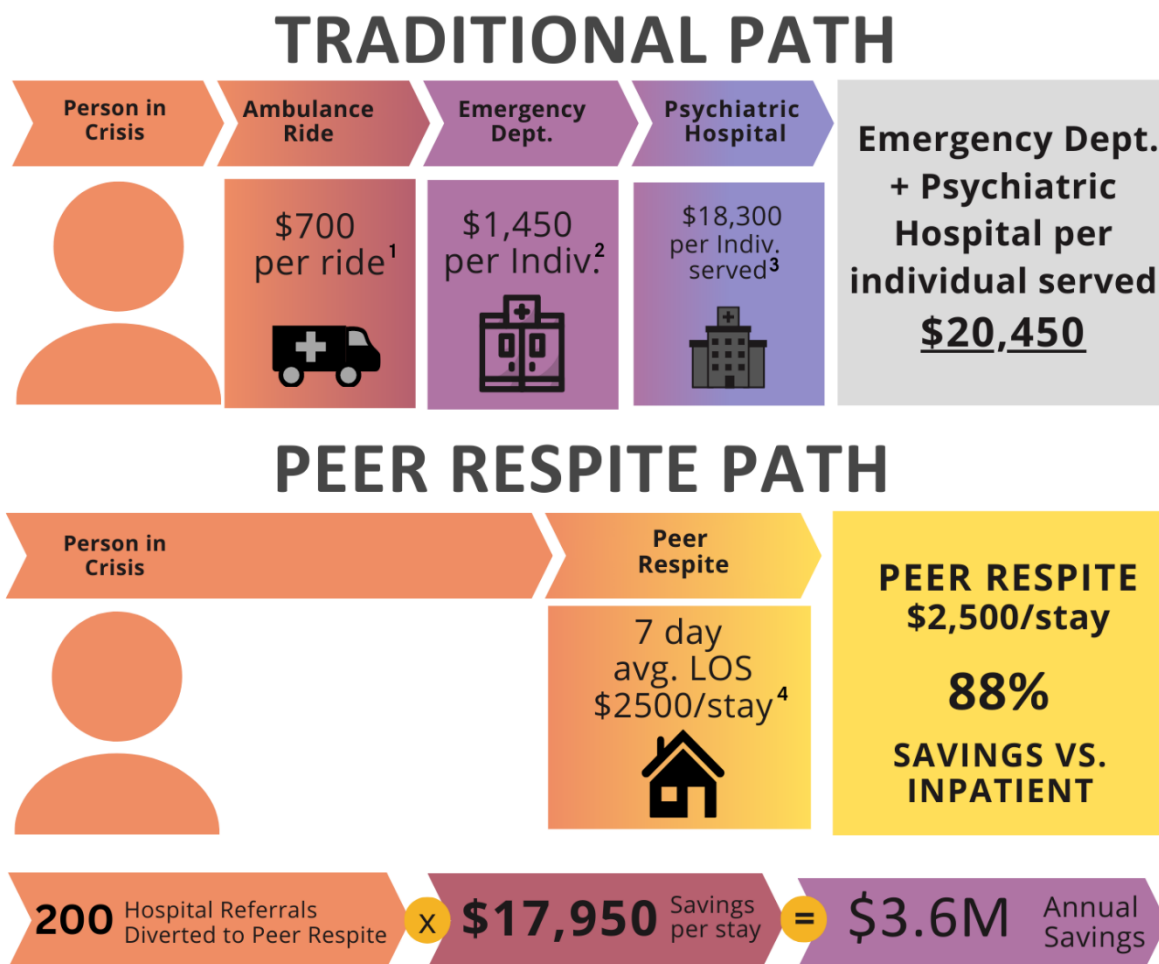 TRADITIONAL PATH
Person in
Crisis
Ambulance
Ride
Emergency
Dept.
Psychiatric
Hospital
$700
per ride1
$1,450
per Indiv.2
$18,300
per Indiv.
served3
Emergency Dept.
+ Psychiatric
Hospital per
individual served
$20,450
PEER RESPITE PATH
Person in
Crisis
Peer
Respite
7 day
avg. LOS
$2500/stay4
PEER RESPITE
$2,500/stay
88%
SAVINGS VS.
INPATIENT
200
Hospital Referrals
Diverted to Peer Respite
x
$17,950
Savings
per stay
=
$3.6M
Annual
Savings